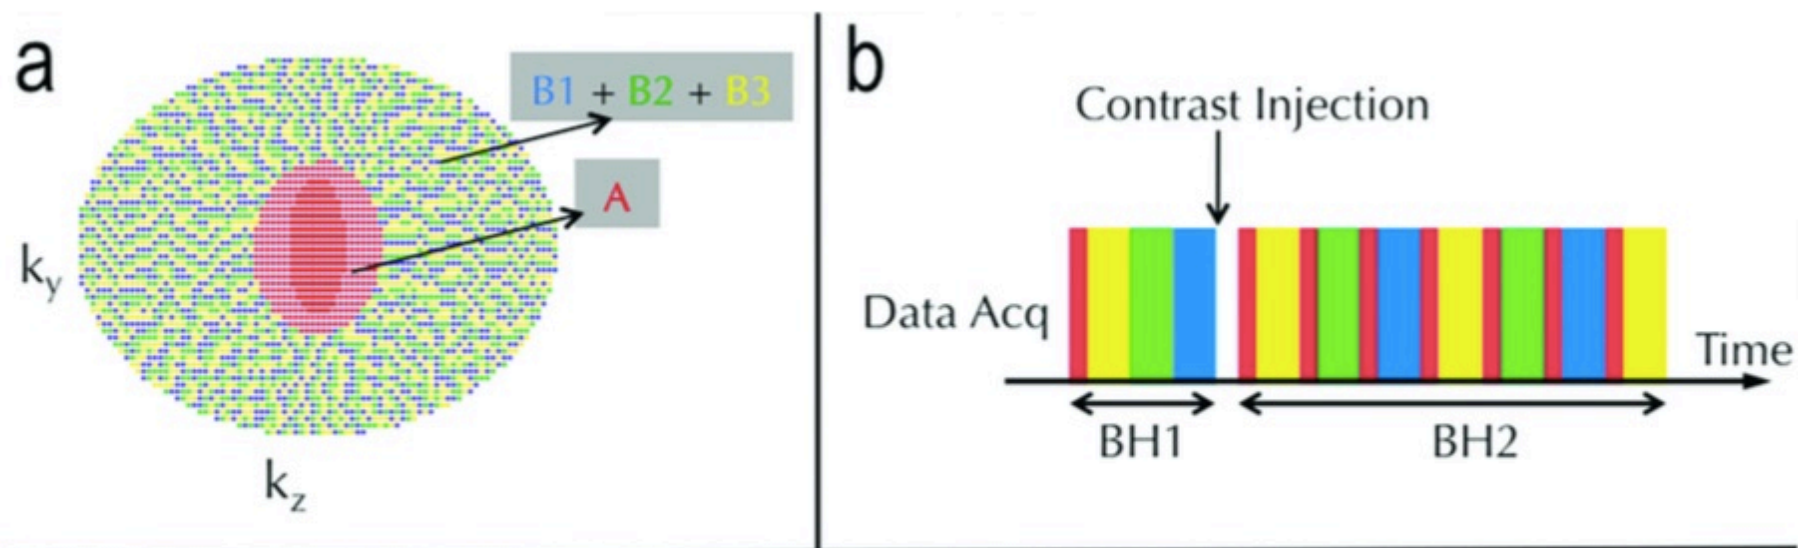 a
B1 + B2 + B3
A
ky
kz
b
Contrast Injection
Data Acq
Time
BH1
BH2